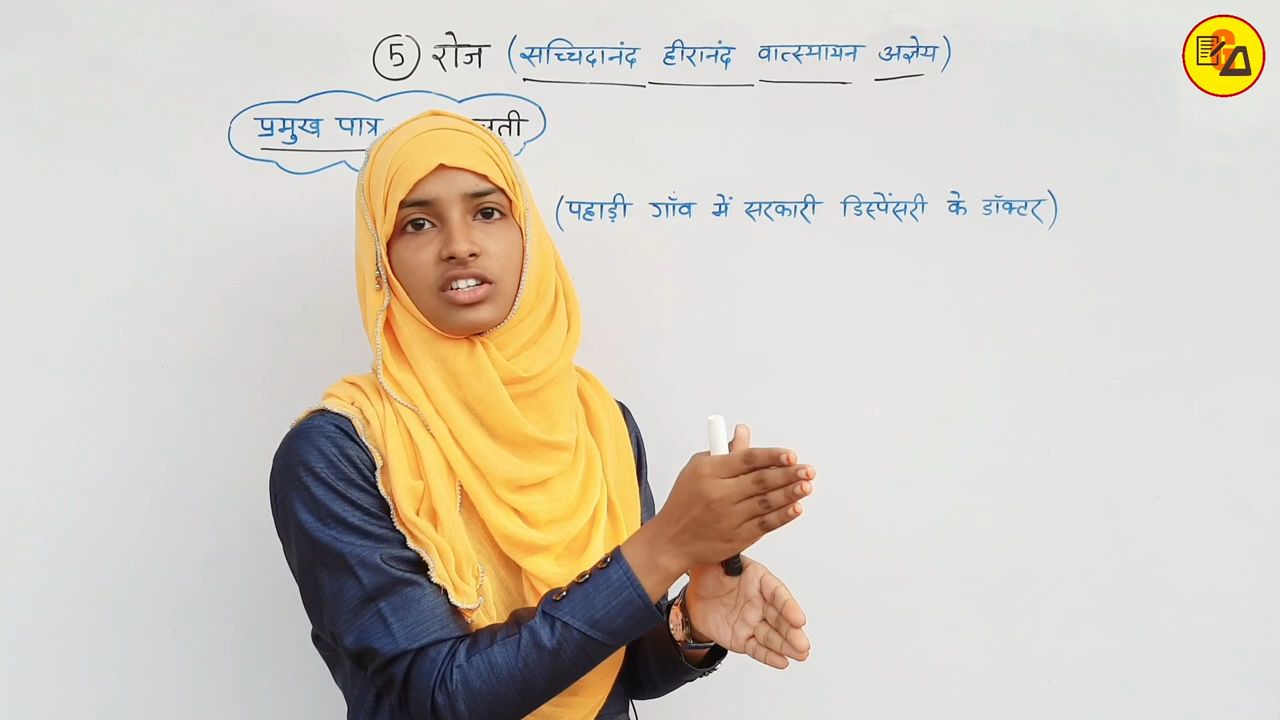 5 रोज (सच्चिदानंद हीरानंद वात्स्यायन अज्ञेय)
प्रमुख पात्र
(पहाड़ी गाँव में सरकारी डिस्पेंसरी के डॉक्टर)